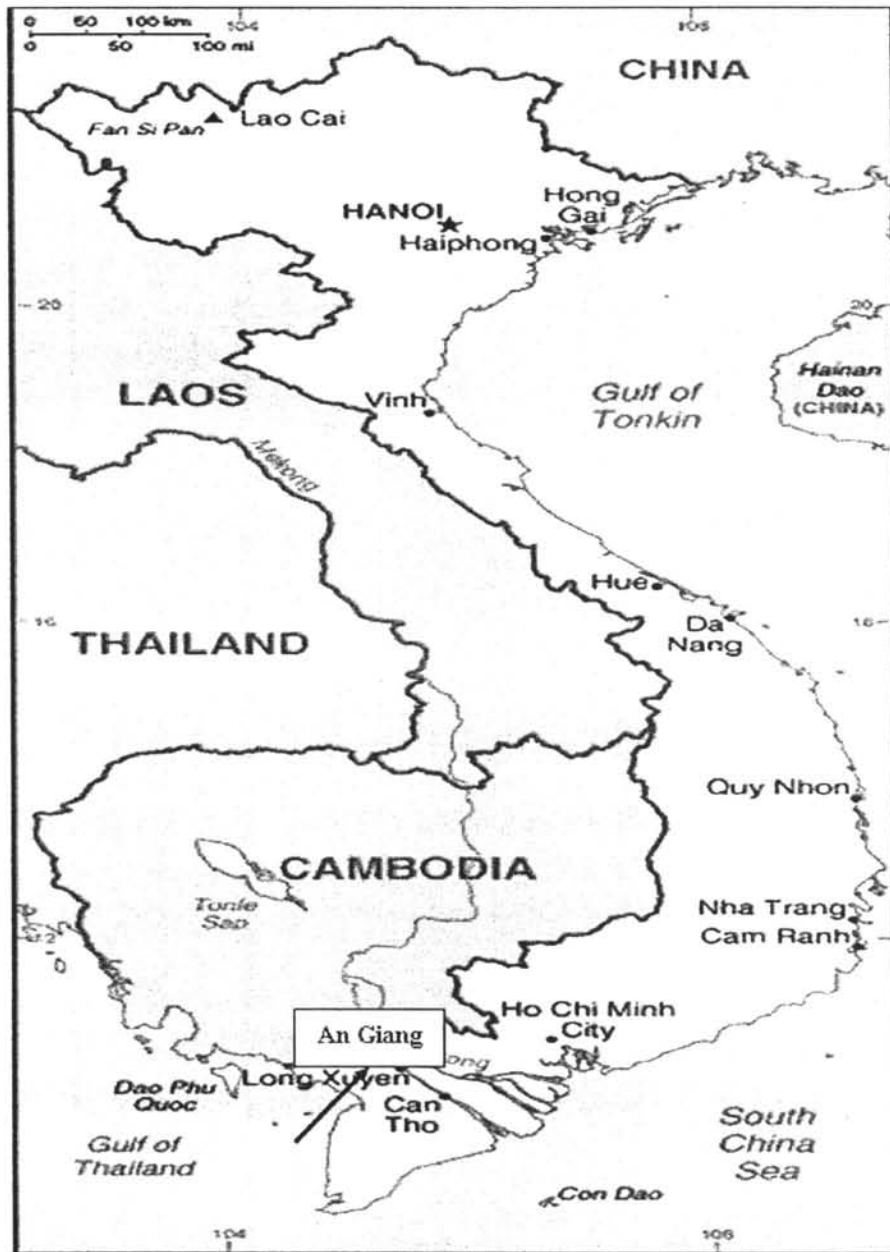 0 50 100 km
0 50 100 mi
104
106
CHINA
Fan Si Pan
Lao Cai
HANOI
Hong
Gai
Haiphong
20
20
LAOS
Vinh
Gulf of
Tonkin
Hainan
Dao
(CHINA)
Mekong
Hue
16
16
THAILAND
Da
Nang
Quy Nhon
CAMBODIA
Tonle
Sap
Nha Trang
Cam Ranh
Ho Chi Minh
City
An Giang
ong
Dao Phu
Quoc
Long Xuyen
Can
Tho
Gulf of
Thailand
South
China
Sea
Con Dao
104
106